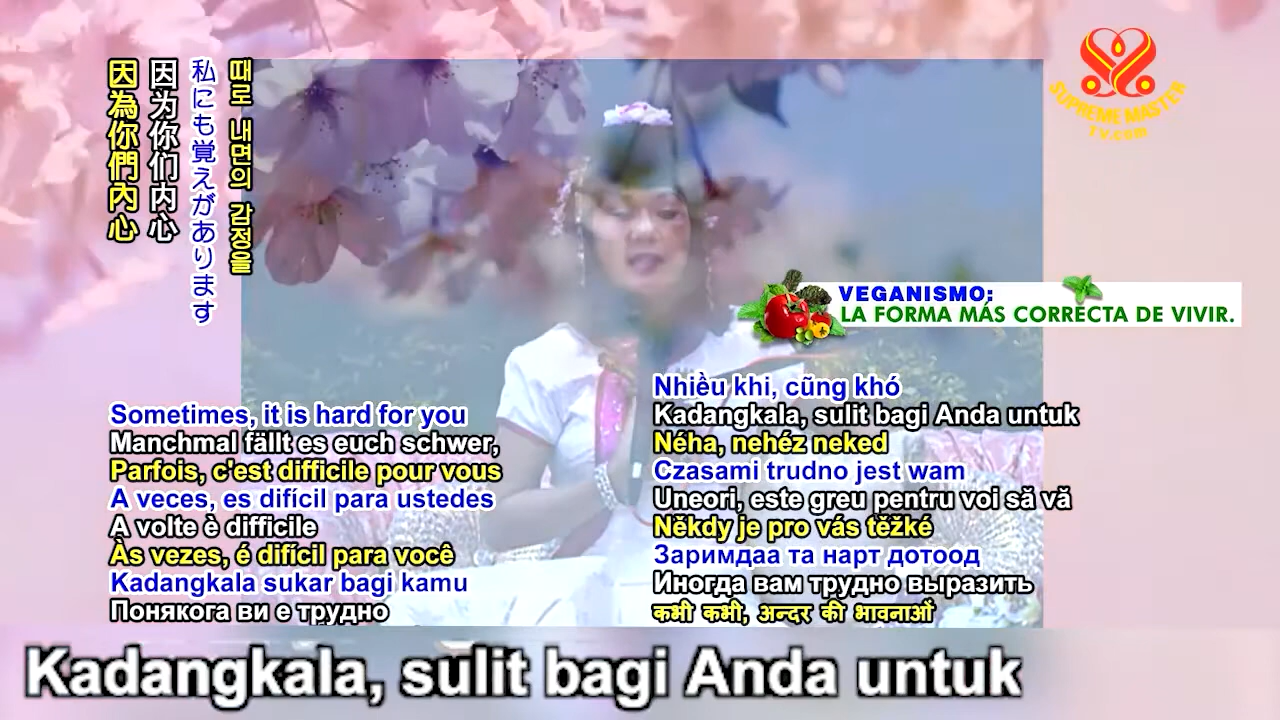 因為你們內心
因为你们内心
私にも覚えがあります
때로 내면의 감정을
SUPREME MASTER
TV.com
VEGANISMO:
LA FORMA MÁS CORRECTA DE VIVIR.
Sometimes, it is hard for you
Manchmal fällt es euch schwer,
Parfois, c'est difficile pour vous
A veces, es difícil para ustedes
A volte è difficile
Às vezes, é difícil para você
Kadangkala sukar bagi kamu
Понякога ви е трудно
Nhiều khi, cũng khó
Kadangkala, sulit bagi Anda untuk
Néha, nehéz neked
Czasami trudno jest wam
Uneori, este greu pentru voi să vă
Někdy je pro vás těžké
Заримдаа та нарт дотоод
Иногда вам трудно выразить
कभी कभी, अन्दर की भावनाओं
Kadangkala, sulit bagi Anda untuk